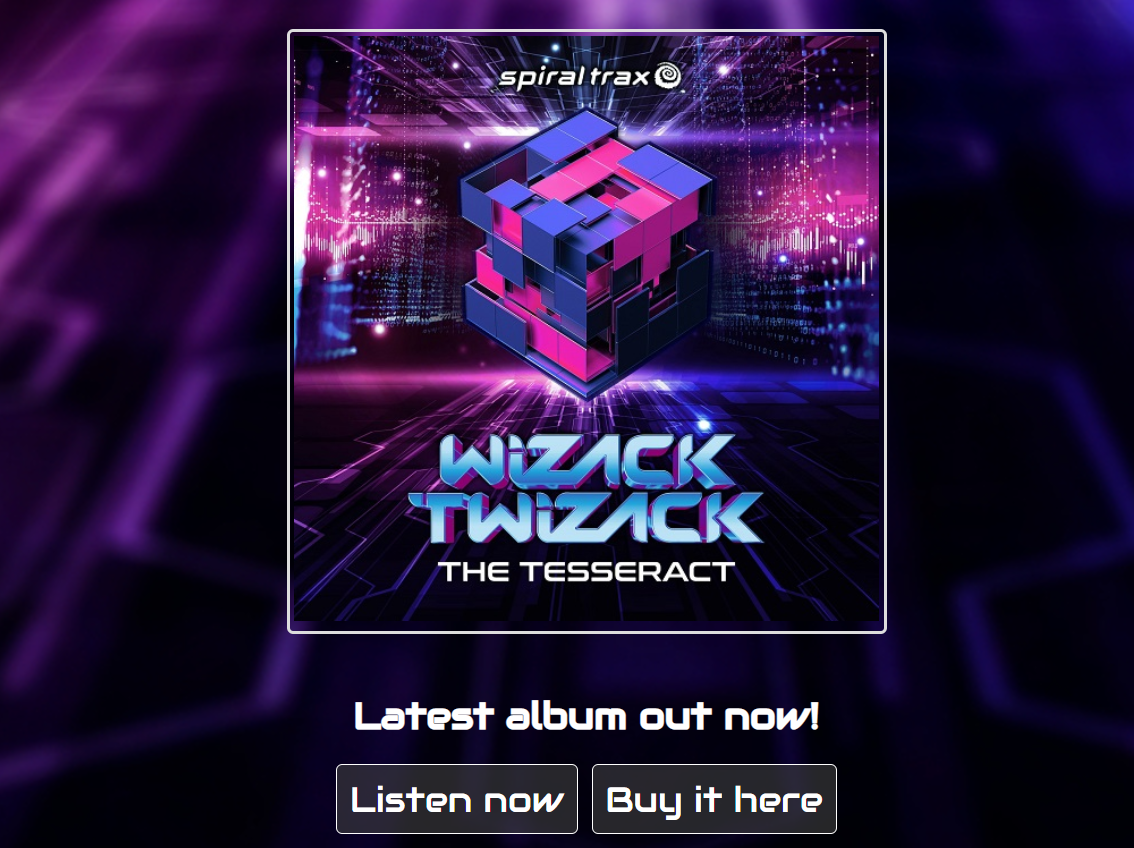 spiral trax
WiZACK
TWiZACK
THE TESSERACT
Latest album out now!
Listen now
Buy it here